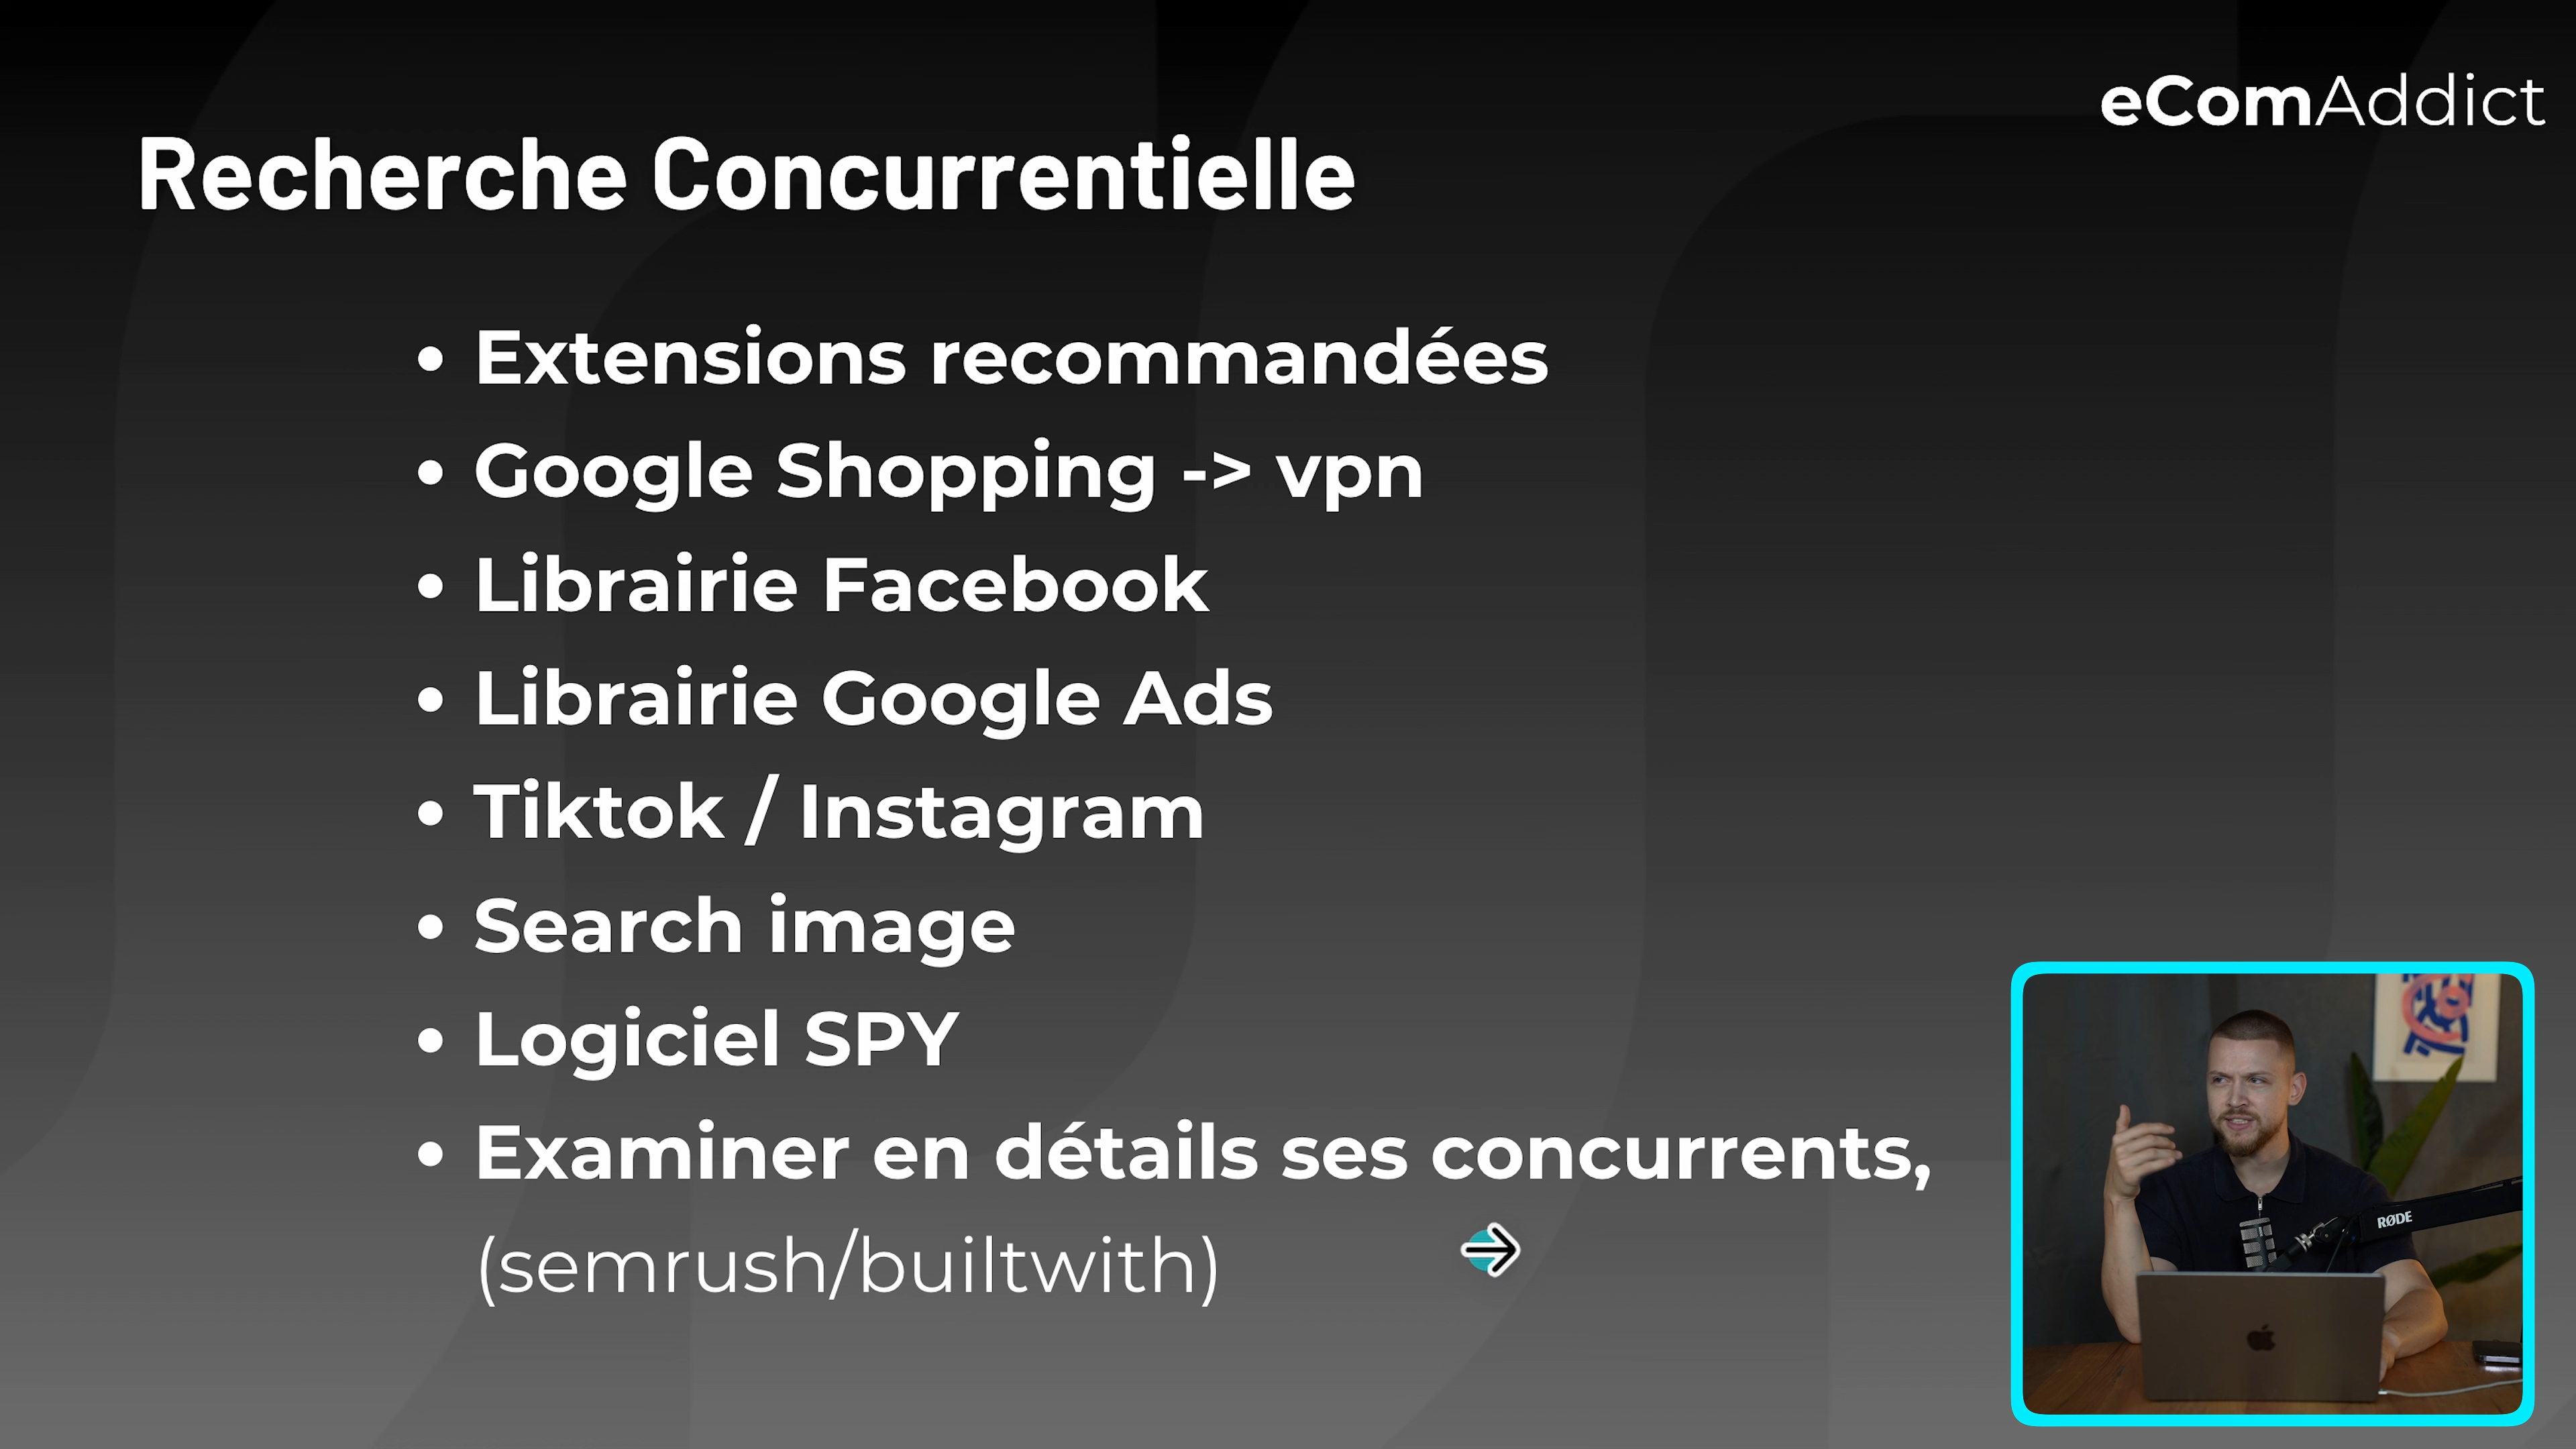 eComAddict
Recherche Concurrentielle
• Extensions recommandées
• Google Shopping -> vpn
• Librairie Facebook
• Librairie Google Ads
• Tiktok / Instagram
• Search image
• Logiciel SPY
• Examiner en détails ses concurrents,
(semrush/builtwith)
RØDE